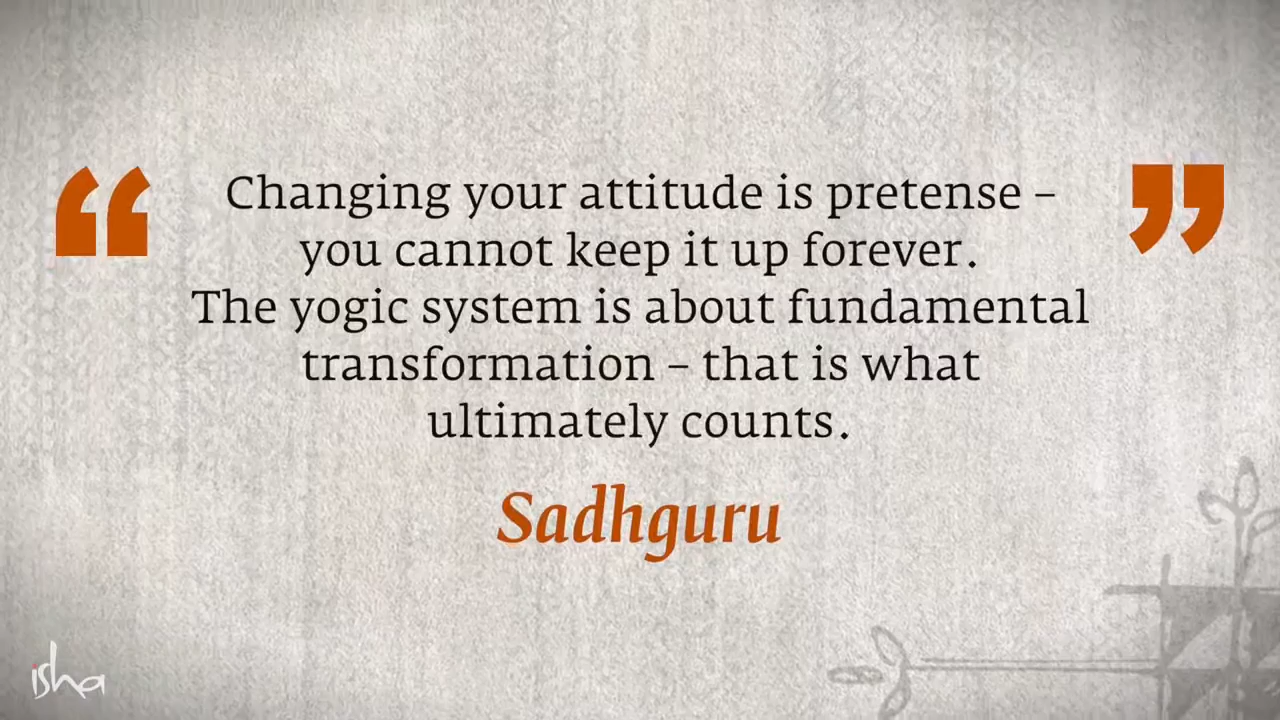 “ Changing your attitude is pretense – ”
you cannot keep it up forever.
The yogic system is about fundamental
transformation – that is what
ultimately counts.
Sadhguru
isha